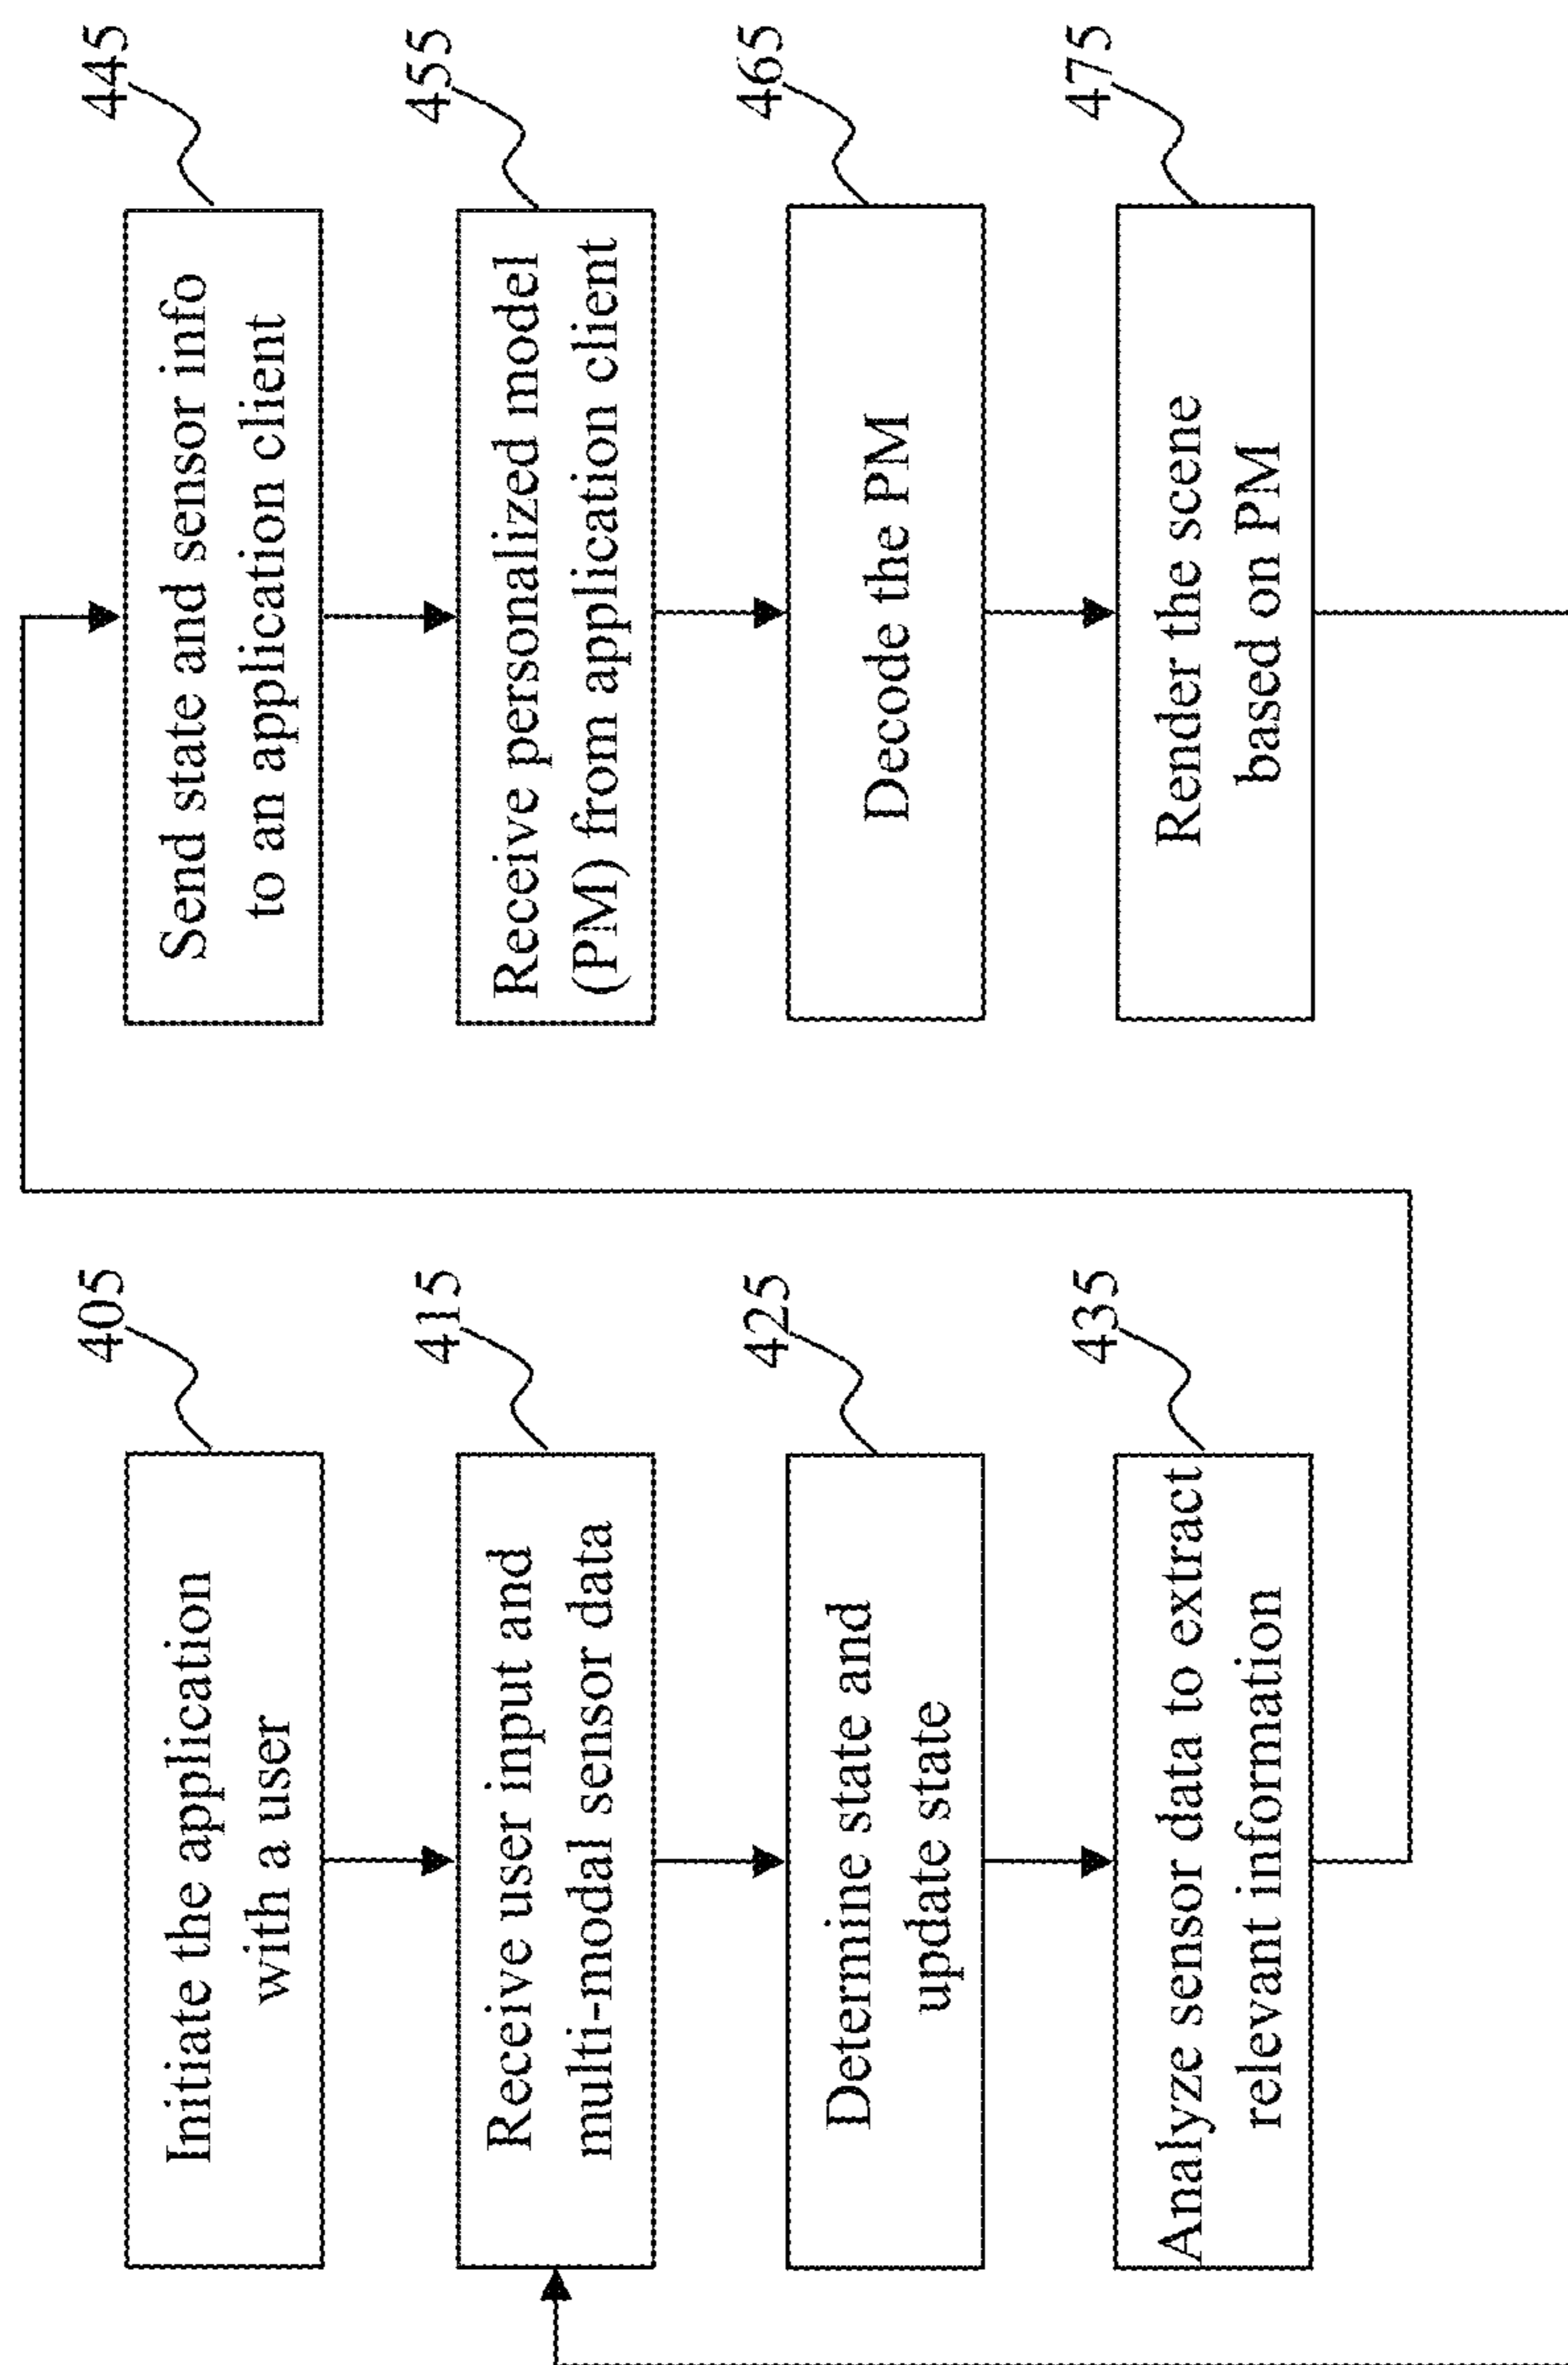 405
Initiate the application
with a user
415
Receive user input and
multi-modal sensor data
425
Determine state and
update state
435
Analyze sensor data to extract
relevant information
445
Send state and sensor info
to an application client
455
Receive personalized model
(PM) from application client
465
Decode the PM
475
Render the scene
based on PM